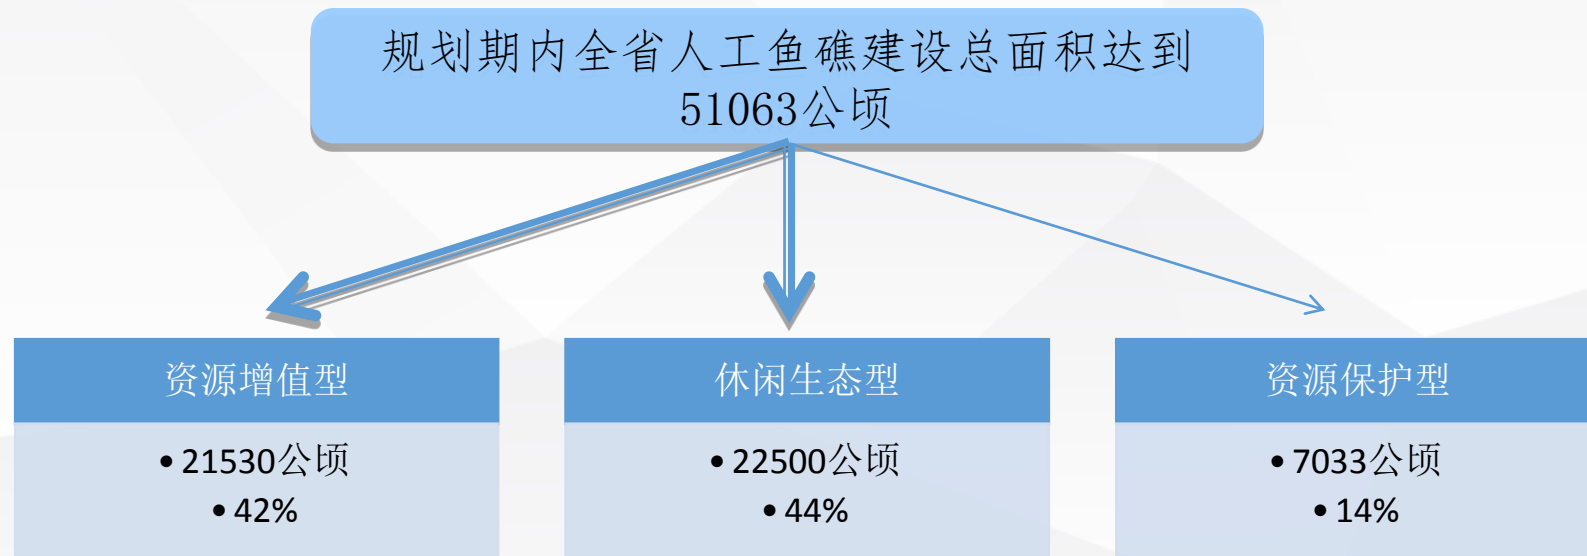 规划期内全省人工鱼礁建设总面积达到
51063公顷
资源增值型
•21530公顷
•42%
休闲生态型
•22500公顷
•44%
资源保护型
•7033公顷
•14%